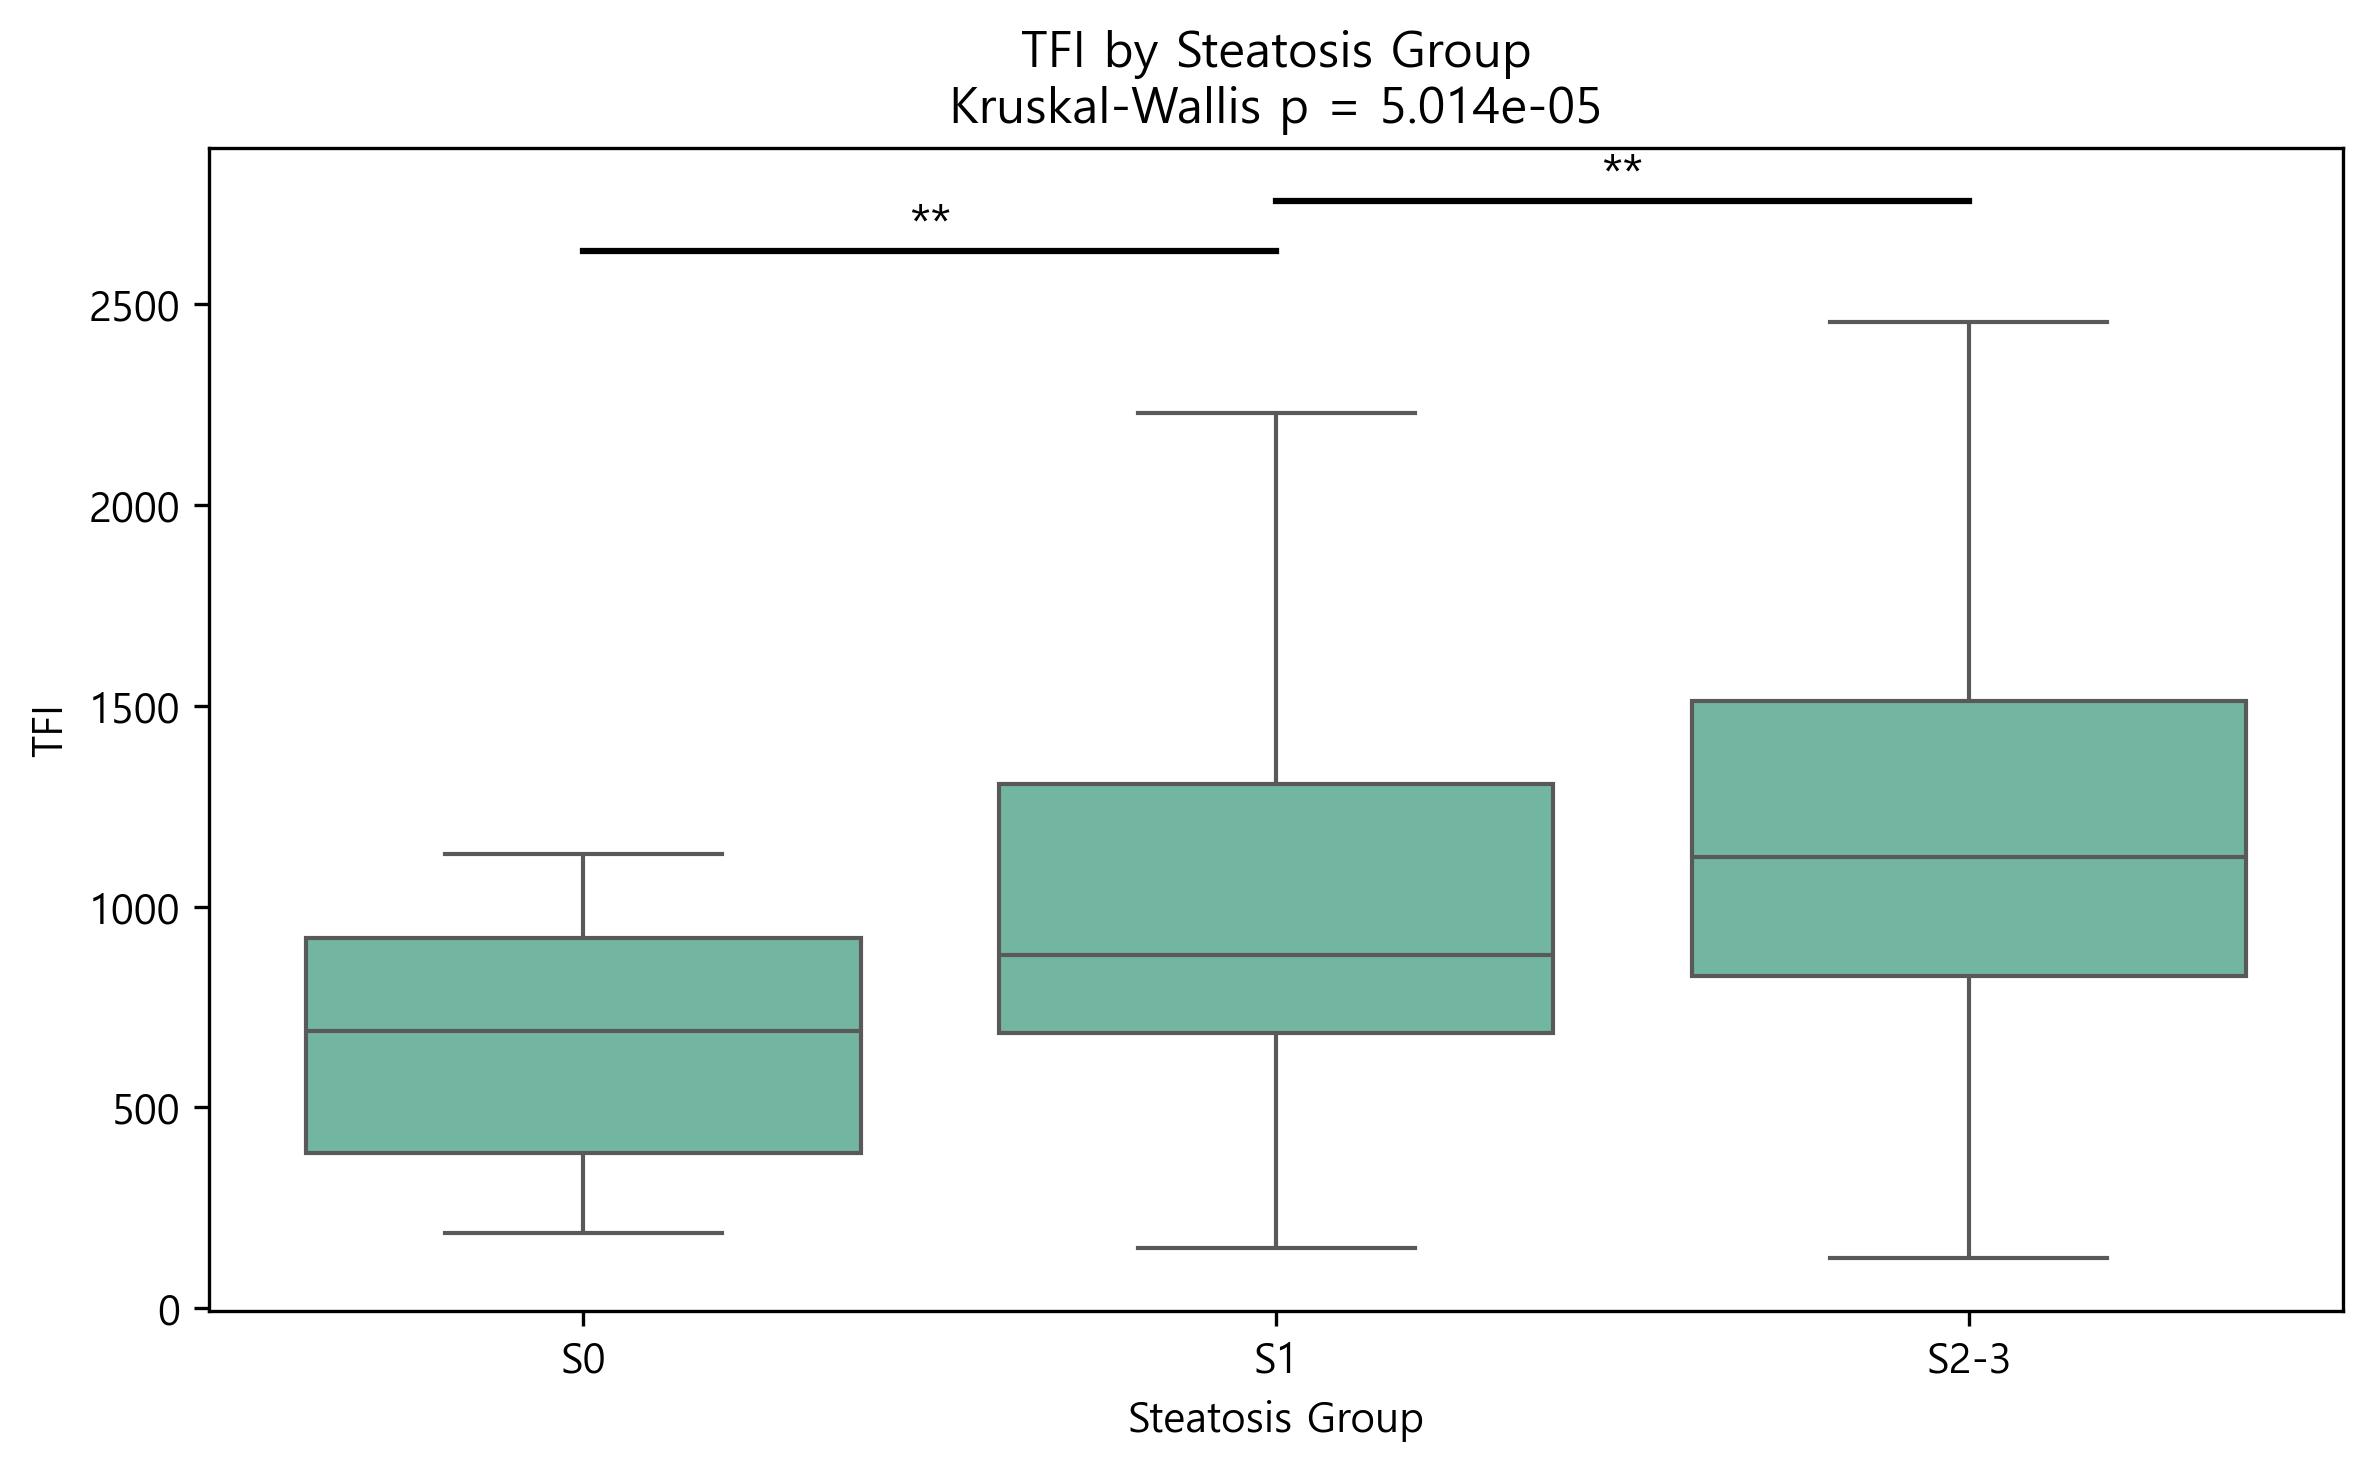 TFI by Steatosis Group
Kruskal-Wallis p = 5.014e-05
**
**
2500
2000
1500
1000
500
0
TFI
S0
S1
S2-3
Steatosis Group